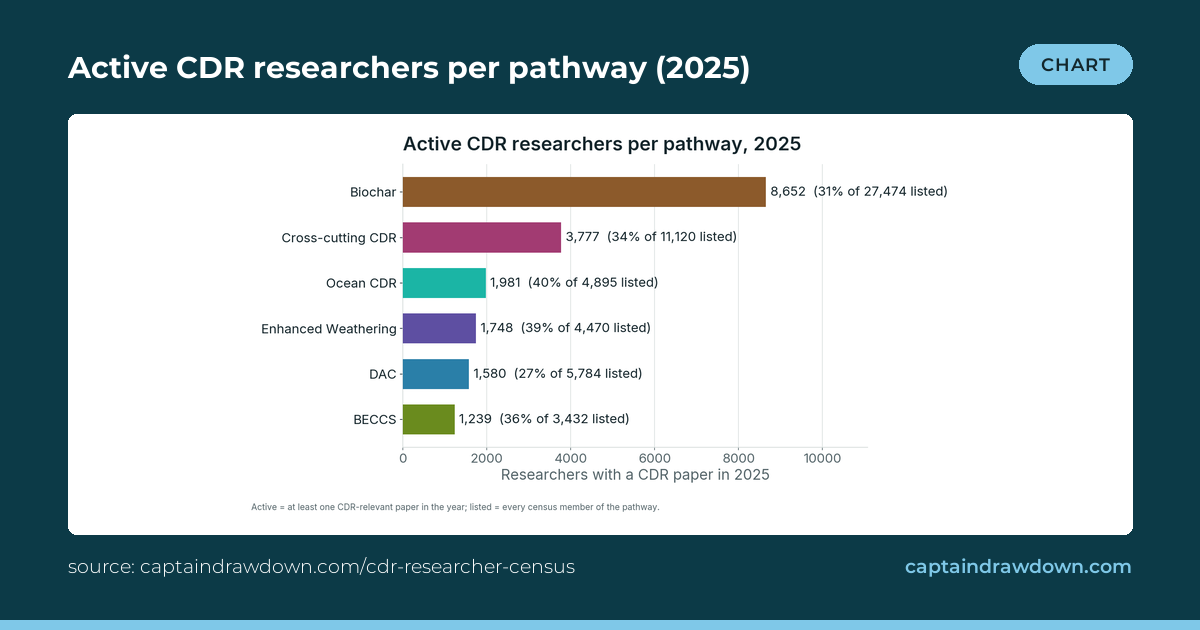 Active CDR researchers per pathway (2025)
CHART
Active CDR researchers per pathway, 2025
Biochar 8,652 (31% of 27,474 listed)
Cross-cutting CDR 3,777 (34% of 11,120 listed)
Ocean CDR 1,981 (40% of 4,895 listed)
Enhanced Weathering 1,748 (39% of 4,470 listed)
DAC 1,580 (27% of 5,784 listed)
BECCS 1,239 (36% of 3,432 listed)
0 2000 4000 6000 8000 10000
Researchers with a CDR paper in 2025
Active = at least one CDR-relevant paper in the year; listed = every census member of the pathway.
source: captaindrawdown.com/cdr-researcher-census
captaindrawdown.com